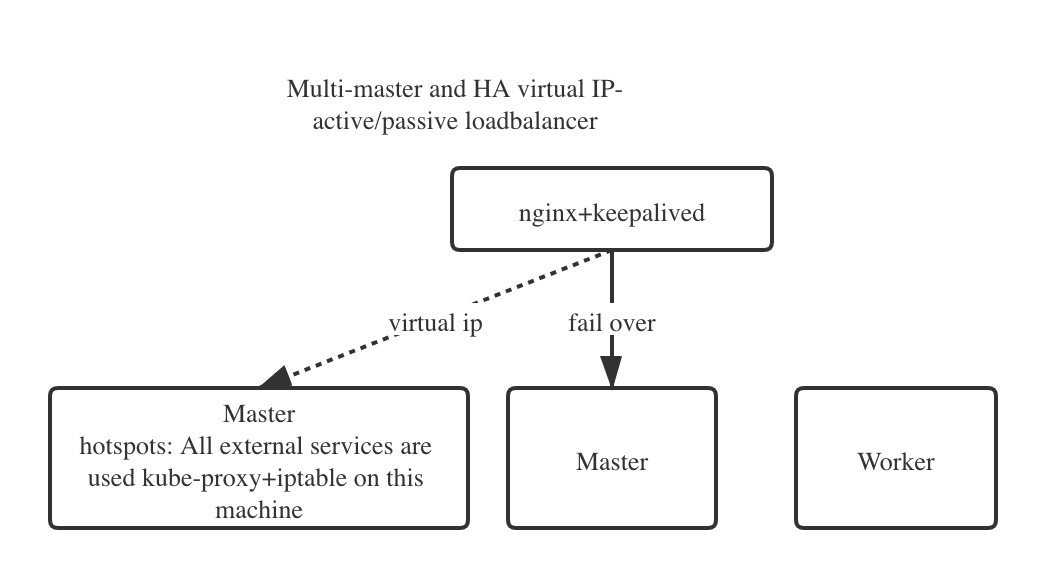 Multi-master and HA virtual IP-
active/passive loadbalancer
nginx+keepalived
virtual ip
fail over
Master
hotspots: All external services are
used kube-proxy+iptable on this
machine
Master
Worker